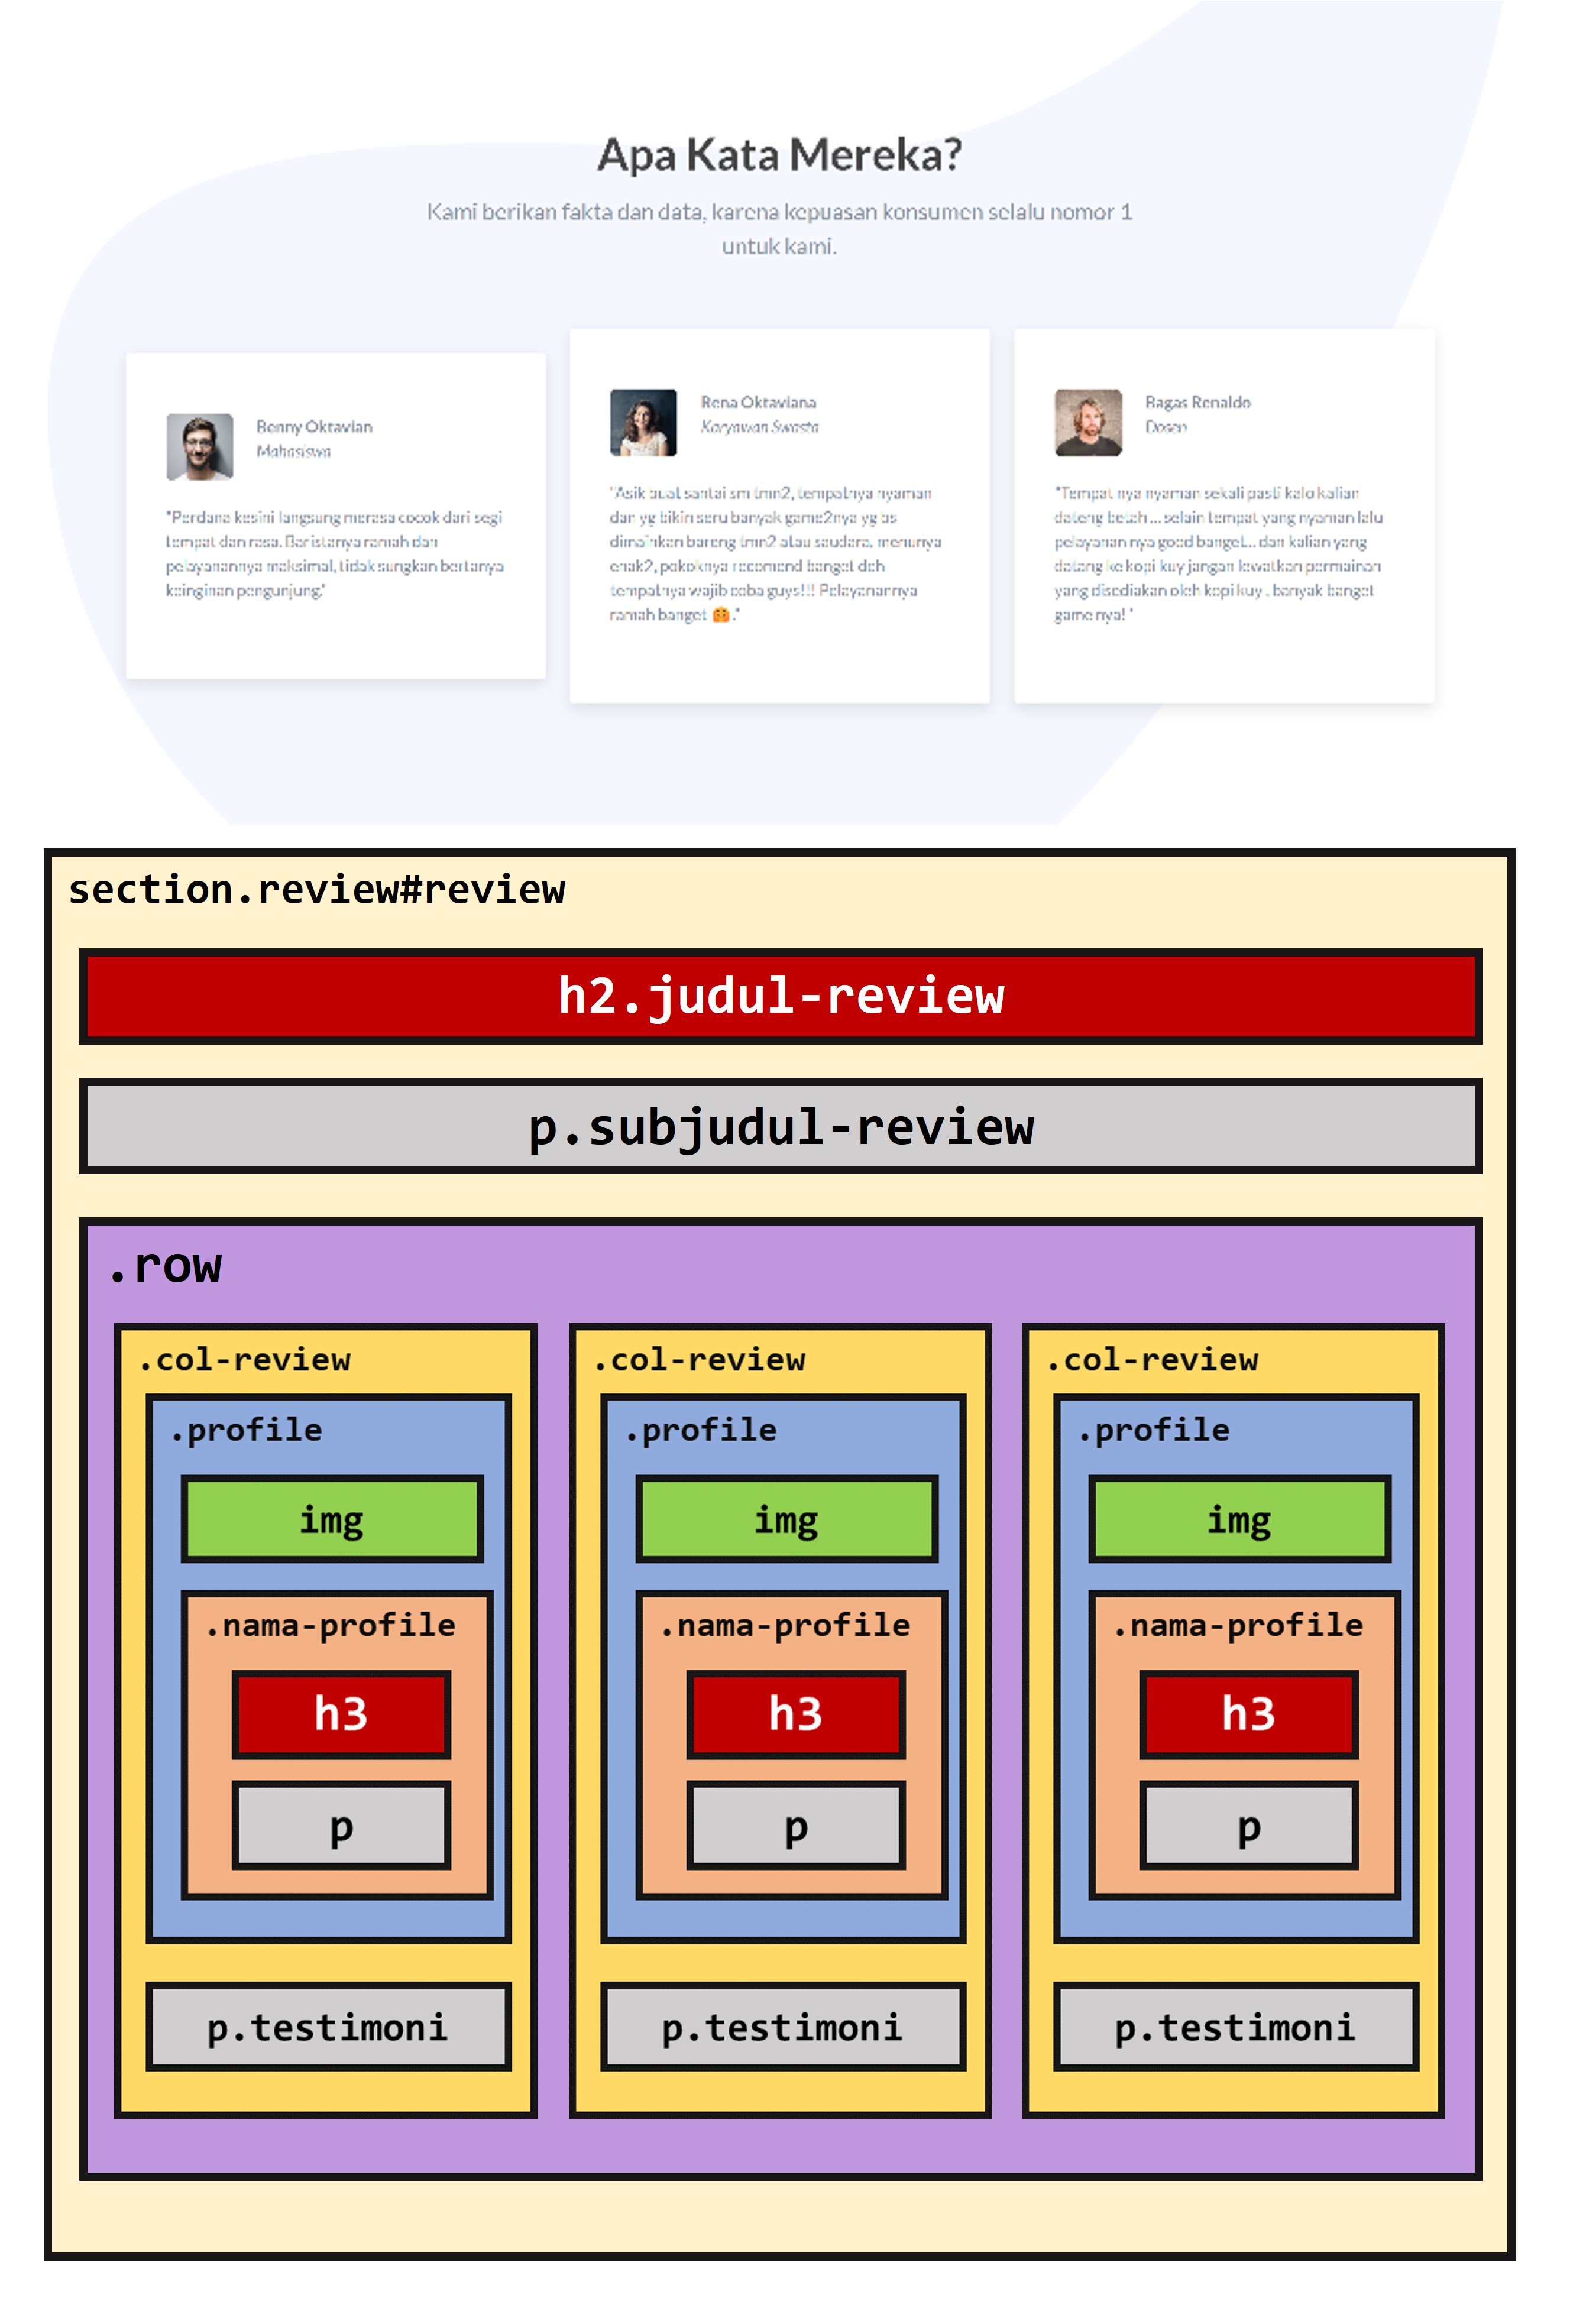 Apa Kata Mereka?
Kami berikan fakta dan data, karena kepuasan konsumen selalu nomor 1
untuk kami.
Benny Oktavian
Mahasiswa
"Perdana kesini langsung merasa cocok dari segi
tempat dan rasa. Baristanya ramah dan
pelayanannya maksimal, tidak sungkan bertanya
keinginan pengunjung."
Rena Oktaviana
Karyawan Swasta
"Asik buat santai sm tmn2, tempatnya nyaman
dan yg bikin seru banyak game2nya yg bs
dimainkan bareng tmn2 atau saudara, menunya
enak2, pokoknya recomend banget deh
tempatnya wajib coba guys!!! Pelayanannya
ramah banget 🤗."
Bagas Renaldo
Dosen
"Tempat nya nyaman sekali pasti kalo kalian
dateng betah ... selain tempat yang nyaman lalu
pelayanan nya good banget... dan kalian yang
datang ke kopi kuy jangan lewatkan permainan
yang disediakan oleh kopi kuy . banyak banget
game nya! "
section.review#review
h2.judul-review
p.subjudul-review
.row
.col-review
.profile
img
.nama-profile
h3
p
p.testimoni
.col-review
.profile
img
.nama-profile
h3
p
p.testimoni
.col-review
.profile
img
.nama-profile
h3
p
p.testimoni